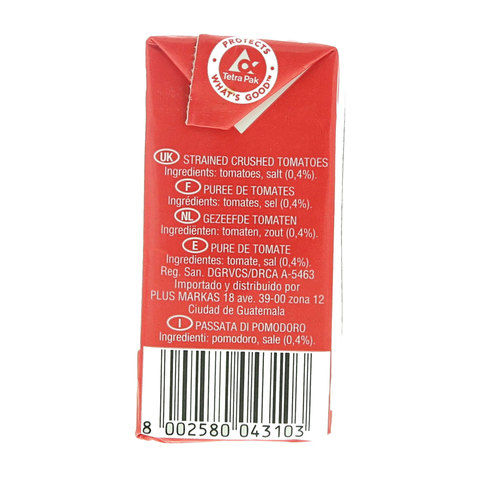 PROTECTS
Tetra Pak
WHAT'S GOOD™
UK STRAINED CRUSHED TOMATOES
Ingredients: tomatoes, salt (0,4%).
F PUREE DE TOMATES
Ingrédients: tomates, sel (0,4%).
NL GEZEEFDE TOMATEN
Ingrediënten: tomaten, zout (0,4%).
E PURE DE TOMATE
Ingredientes: tomate, sal (0,4%).
Reg. San. DGRVCS/DRCA A-5463
Importado y distribuido por
PLUS MARKAS 18 ave. 39-00 zona 12
Ciudad de Guatemala
I PASSATA DI POMODORO
Ingredienti: pomodoro, sale (0,4%).
8 002580 043103